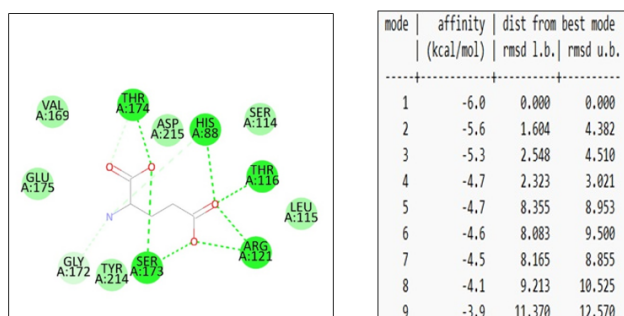 VAL
A:169
THR
A:174
ASP
A:215
HIS
A:88
SER
A:114
GLU
A:175
THR
A:116
O
O
O
O
N
LEU
A:115
ARG
A:121
GLY
A:172
TYR
A:214
SER
A:173
mode | affinity | dist from best mode
| (kcal/mol) | rmsd l.b.| rmsd u.b.
-----+------------+----------+----------
1 -6.0 0.000 0.000
2 -5.6 1.604 4.382
3 -5.3 2.548 4.510
4 -4.7 2.323 3.021
5 -4.7 8.355 8.953
6 -4.6 8.083 9.500
7 -4.5 8.165 8.855
8 -4.1 9.213 10.525
9 -3.9 11.370 12.570